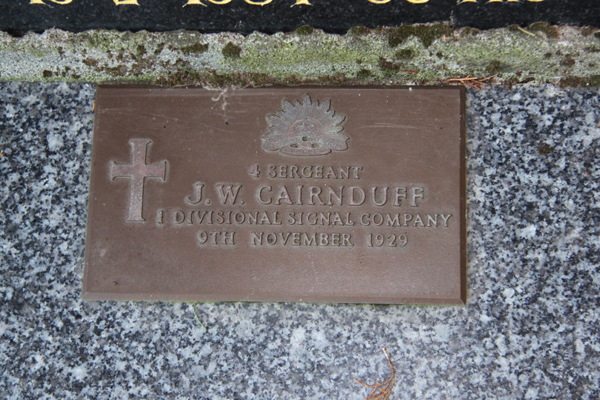 4 SERGEANT
J. W. CAIRNDUFF
1 DIVISIONAL SIGNAL COMPANY
9TH NOVEMBER 1929